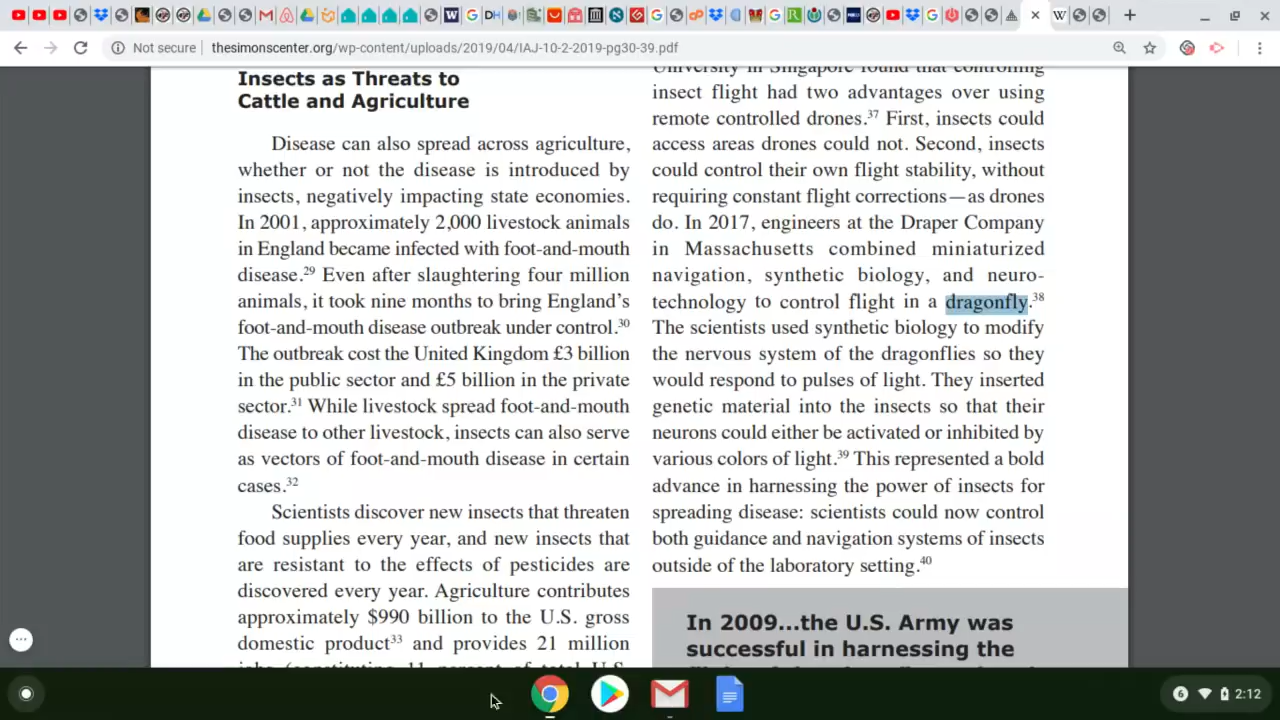 Not secure
thesimonscenter.org/wp-content/uploads/2019/04/IAJ-10-2-2019-pg30-39.pdf
Insects as Threats to
Cattle and Agriculture
Disease can also spread across agriculture,
whether or not the disease is introduced by
insects, negatively impacting state economies.
In 2001, approximately 2,000 livestock animals
in England became infected with foot-and-mouth
disease.²⁹ Even after slaughtering four million
animals, it took nine months to bring England’s
foot-and-mouth disease outbreak under control.³⁰
The outbreak cost the United Kingdom £3 billion
in the public sector and £5 billion in the private
sector.³¹ While livestock spread foot-and-mouth
disease to other livestock, insects can also serve
as vectors of foot-and-mouth disease in certain
cases.³²
Scientists discover new insects that threaten
food supplies every year, and new insects that
are resistant to the effects of pesticides are
discovered every year. Agriculture contributes
approximately $990 billion to the U.S. gross
domestic product³³ and provides 21 million
jobs (constituting 11 percent of total U.S.
University in Singapore found that controlling
insect flight had two advantages over using
remote controlled drones.³⁷ First, insects could
access areas drones could not. Second, insects
could control their own flight stability, without
requiring constant flight corrections—as drones
do. In 2017, engineers at the Draper Company
in Massachusetts combined miniaturized
navigation, synthetic biology, and neuro-
technology to control flight in a dragonfly.³⁸
The scientists used synthetic biology to modify
the nervous system of the dragonflies so they
would respond to pulses of light. They inserted
genetic material into the insects so that their
neurons could either be activated or inhibited by
various colors of light.³⁹ This represented a bold
advance in harnessing the power of insects for
spreading disease: scientists could now control
both guidance and navigation systems of insects
outside of the laboratory setting.⁴⁰
In 2009...the U.S. Army was
successful in harnessing the
6
2:12